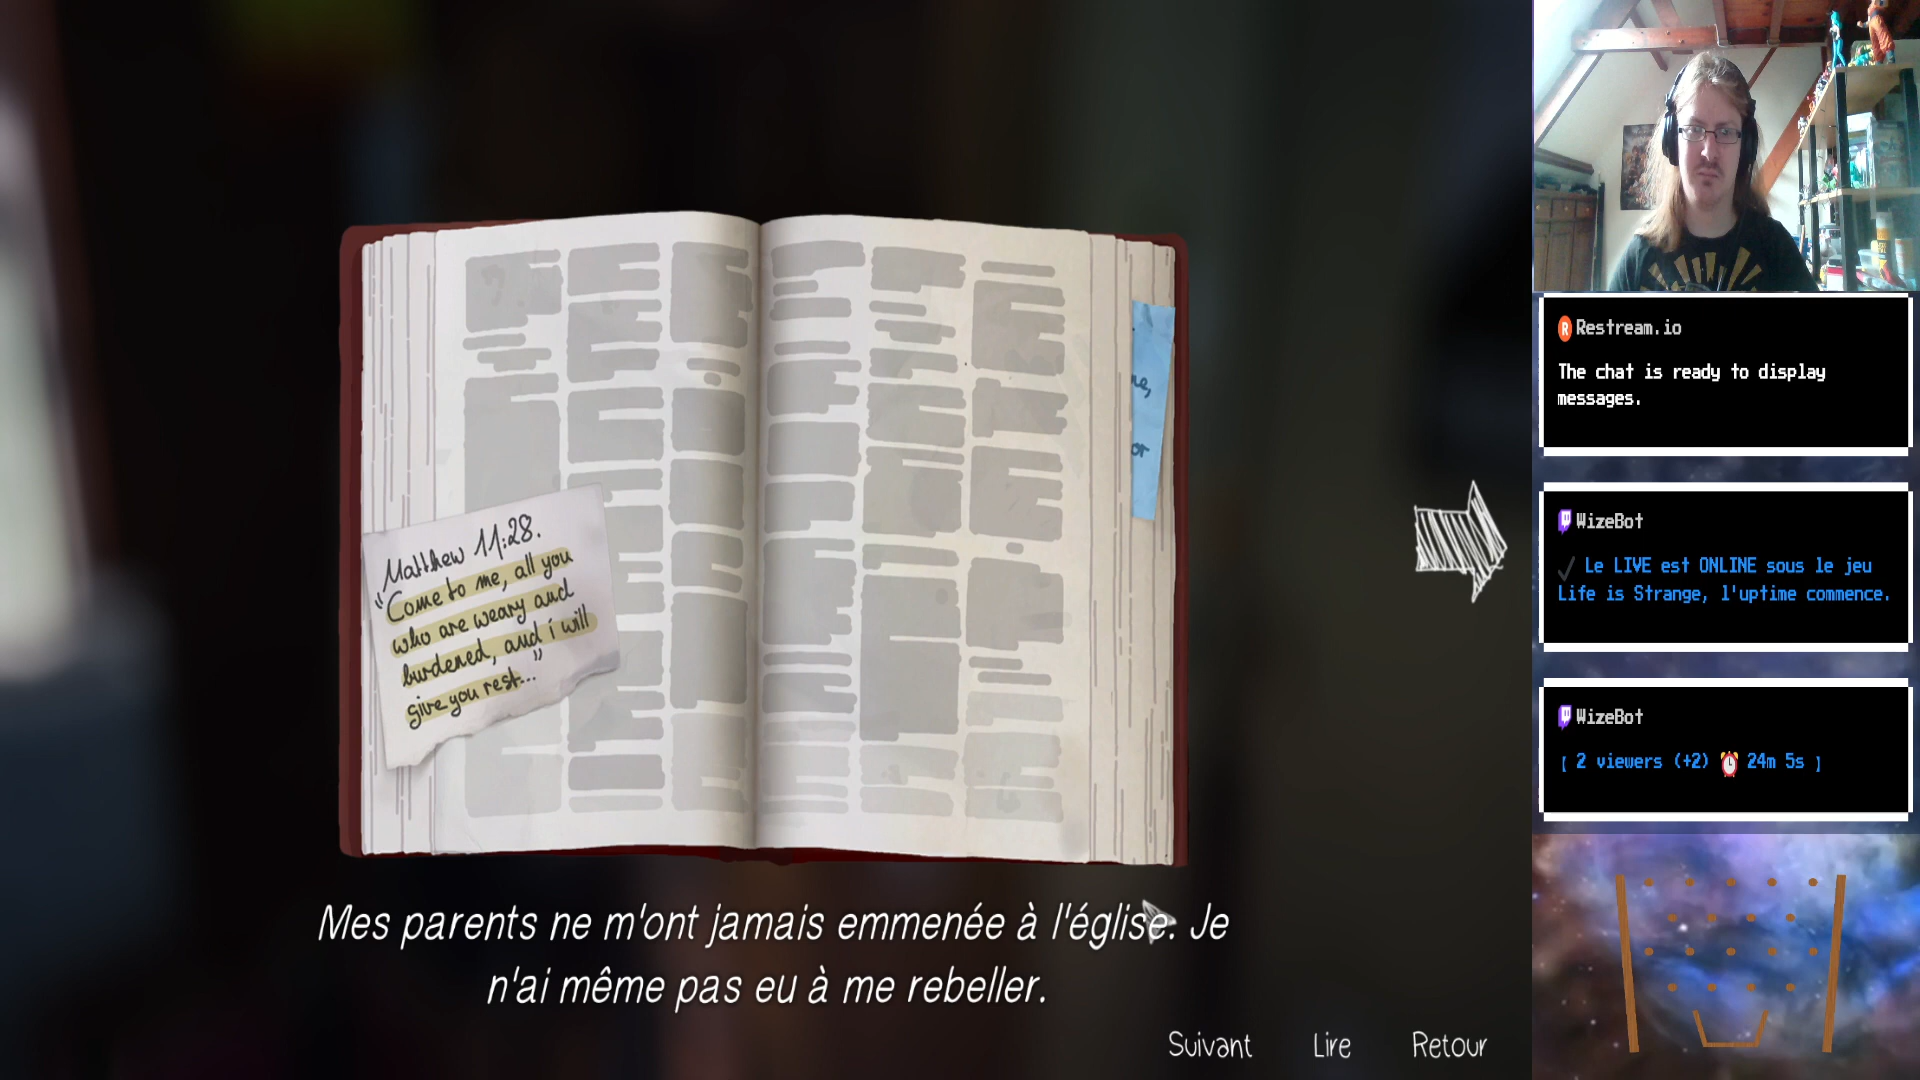 Matthew 11:28.
"Come to me, all you
who are weary and
burdened, and i will
give you rest..."
or
Mes parents ne m'ont jamais emmenée à l'église. Je
n'ai même pas eu à me rebeller.
Suivant Lire Retour
Restream.io
The chat is ready to display
messages.
WizeBot
Le LIVE est ONLINE sous le jeu
Life is Strange, l'uptime commence.
WizeBot
[ 2 viewers (+2) ⏰ 24m 5s ]